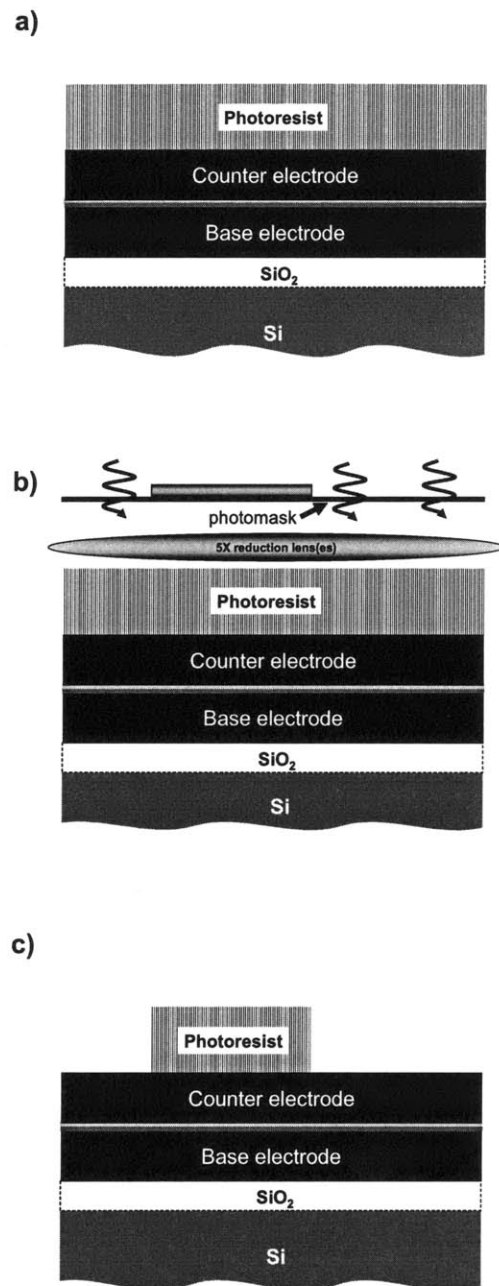 a)
Photoresist
Counter electrode
Base electrode
SiO₂
Si
b)
photomask
5X reduction lens(es)
Photoresist
Counter electrode
Base electrode
SiO₂
Si
c)
Photoresist
Counter electrode
Base electrode
SiO₂
Si